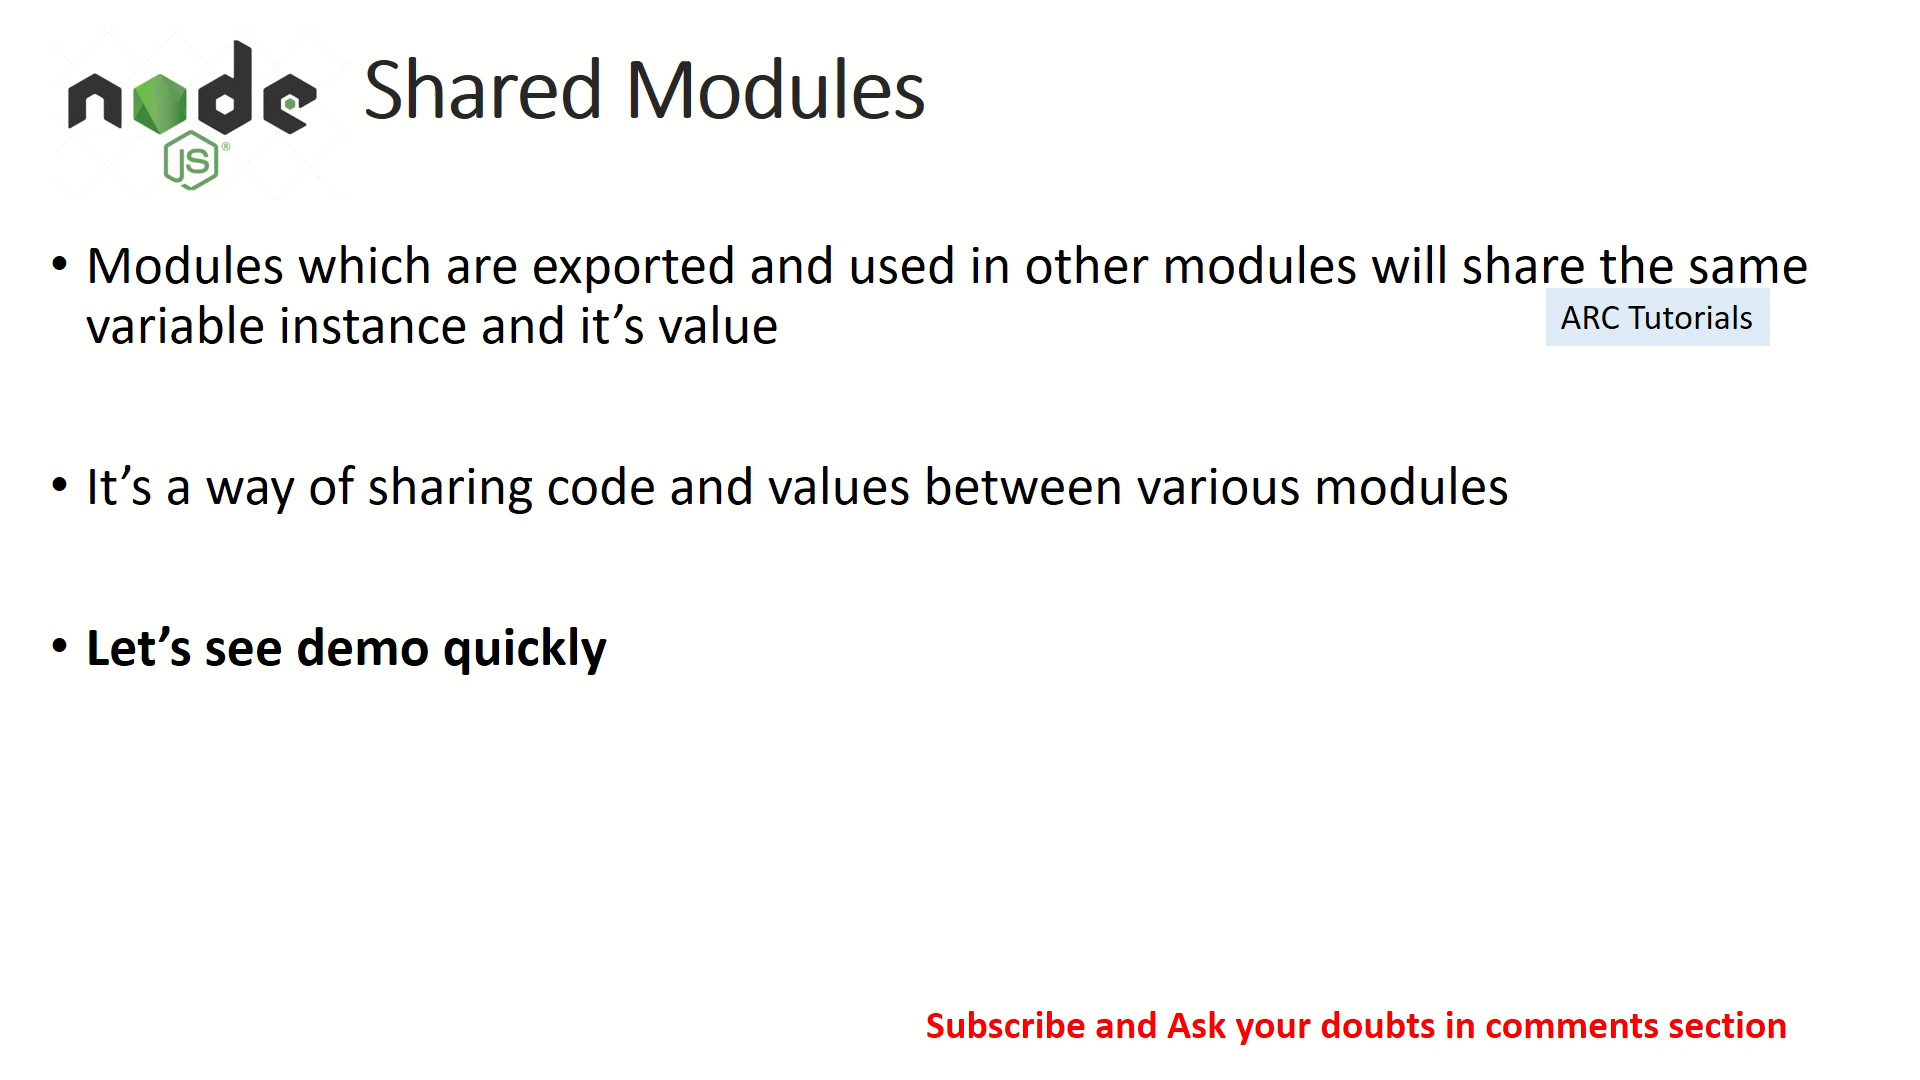 node
JS®
Shared Modules
• Modules which are exported and used in other modules will share the same
variable instance and it’s value
ARC Tutorials
• It’s a way of sharing code and values between various modules
• Let’s see demo quickly
Subscribe and Ask your doubts in comments section